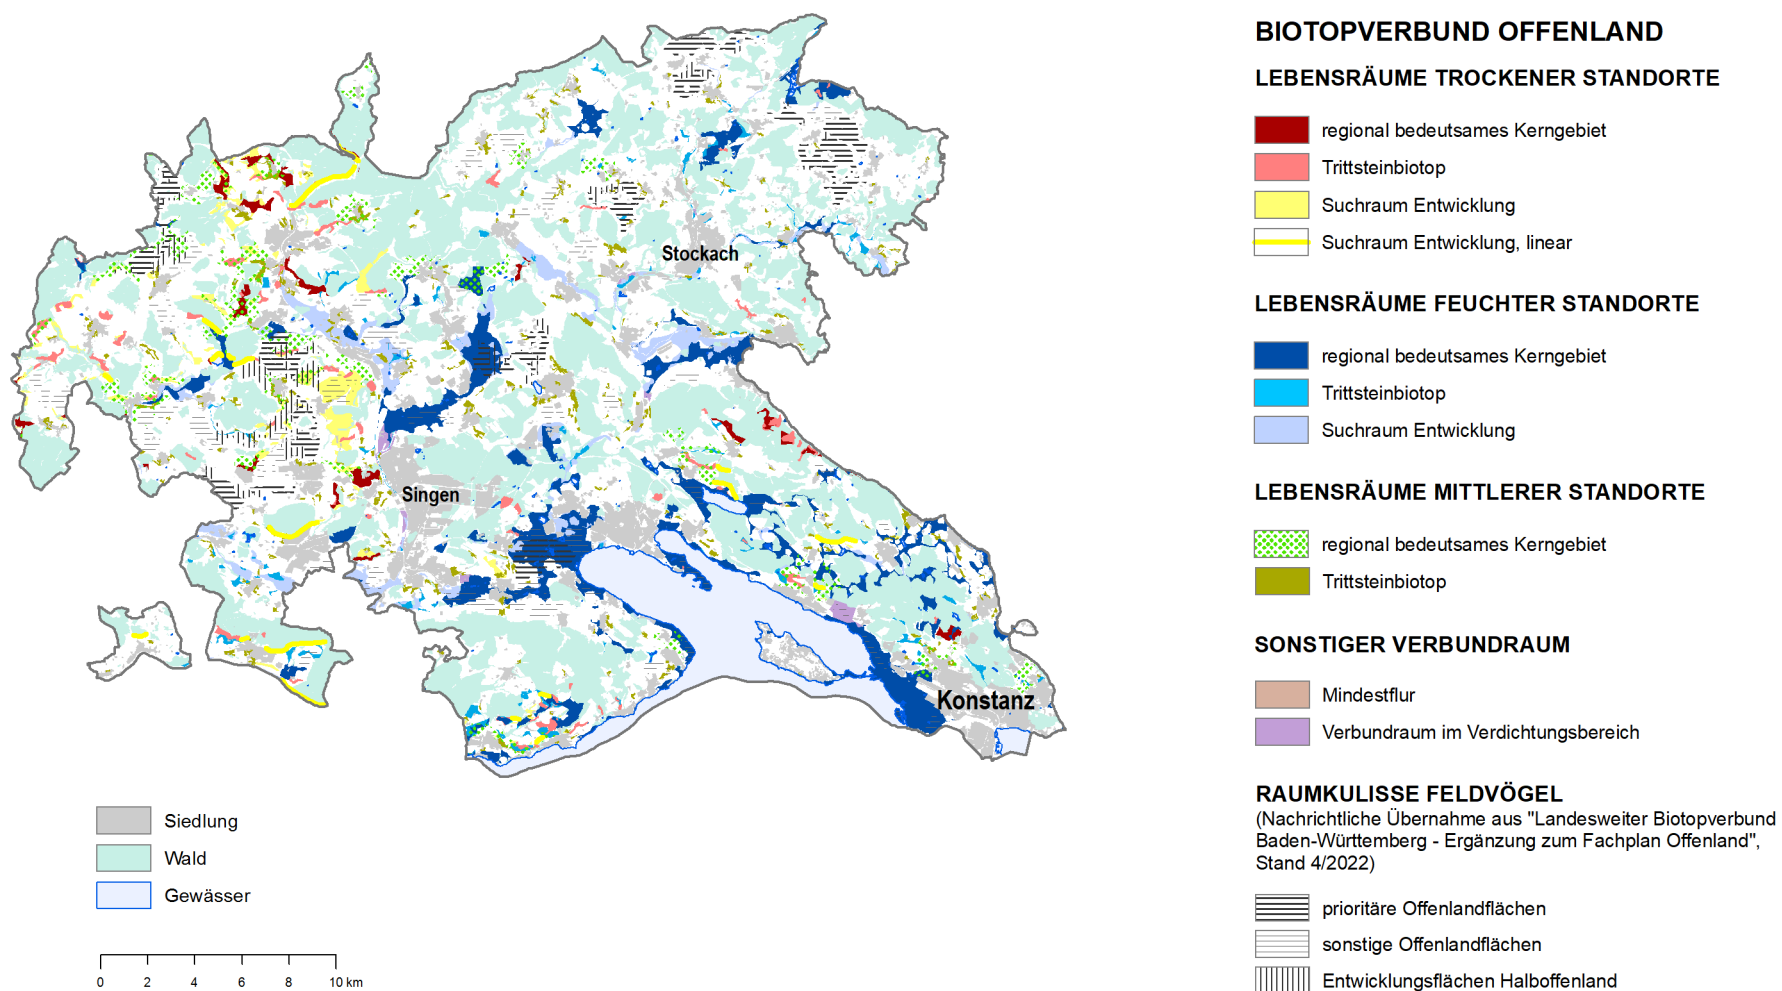 BIOTOPVERBUND OFFENLAND
LEBENSRÄUME TROCKENER STANDORTE
regional bedeutsames Kerngebiet
Trittsteinbiotop
Suchraum Entwicklung
Suchraum Entwicklung, linear
LEBENSRÄUME FEUCHTER STANDORTE
regional bedeutsames Kerngebiet
Trittsteinbiotop
Suchraum Entwicklung
LEBENSRÄUME MITTLERER STANDORTE
regional bedeutsames Kerngebiet
Trittsteinbiotop
SONSTIGER VERBUNDRAUM
Mindestflur
Verbundraum im Verdichtungsbereich
RAUMKULISSE FELDVÖGEL
(Nachrichtliche Übernahme aus "Landesweiter Biotopverbund
Baden-Württemberg - Ergänzung zum Fachplan Offenland",
Stand 4/2022)
prioritäre Offenlandflächen
sonstige Offenlandflächen
Entwicklungsflächen Halboffenland
Stockach
Singen
Konstanz
Siedlung
Wald
Gewässer
0 2 4 6 8 10 km